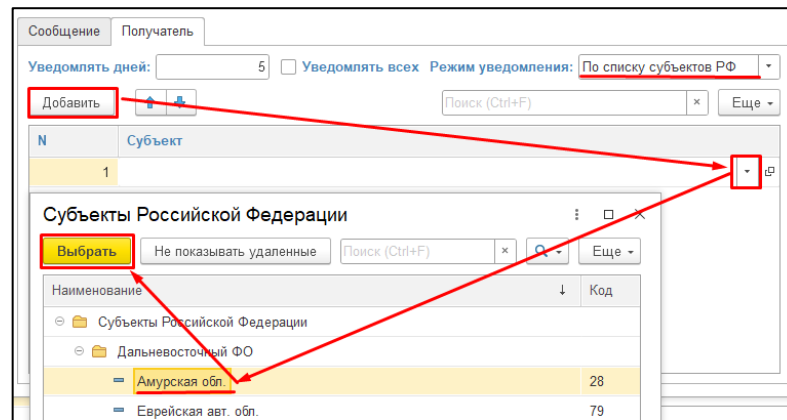 Сообщение Получатель
Уведомлять дней: 5 Уведомлять всех Режим уведомления: По списку субъектов РФ
Добавить Поиск (Ctrl+F) × Еще
N Субъект
1
Субъекты Российской Федерации
Выбрать Не показывать удаленные Поиск (Ctrl+F) × Еще
Наименование ↓ Код
Субъекты Российской Федерации
Дальневосточный ФО
Амурская обл. 28
Еврейская авт. обл. 79